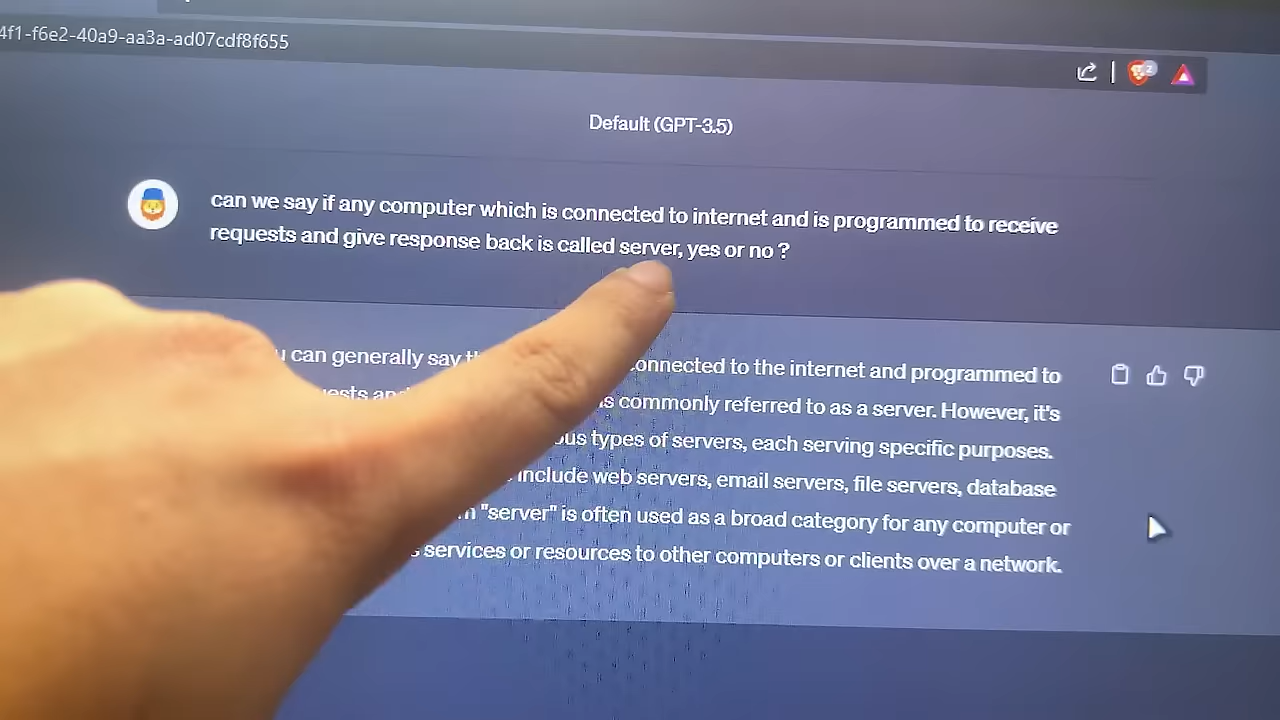 4f1-f6e2-40a9-aa3a-ad07cdf8f655
Default (GPT-3.5)
can we say if any computer which is connected to internet and is programmed to receive
requests and give response back is called server, yes or no ?
can generally say connected to the internet and programmed to
is commonly referred to as a server. However, it's
types of servers, each serving specific purposes.
include web servers, email servers, file servers, database
"server" is often used as a broad category for any computer or
services or resources to other computers or clients over a network.